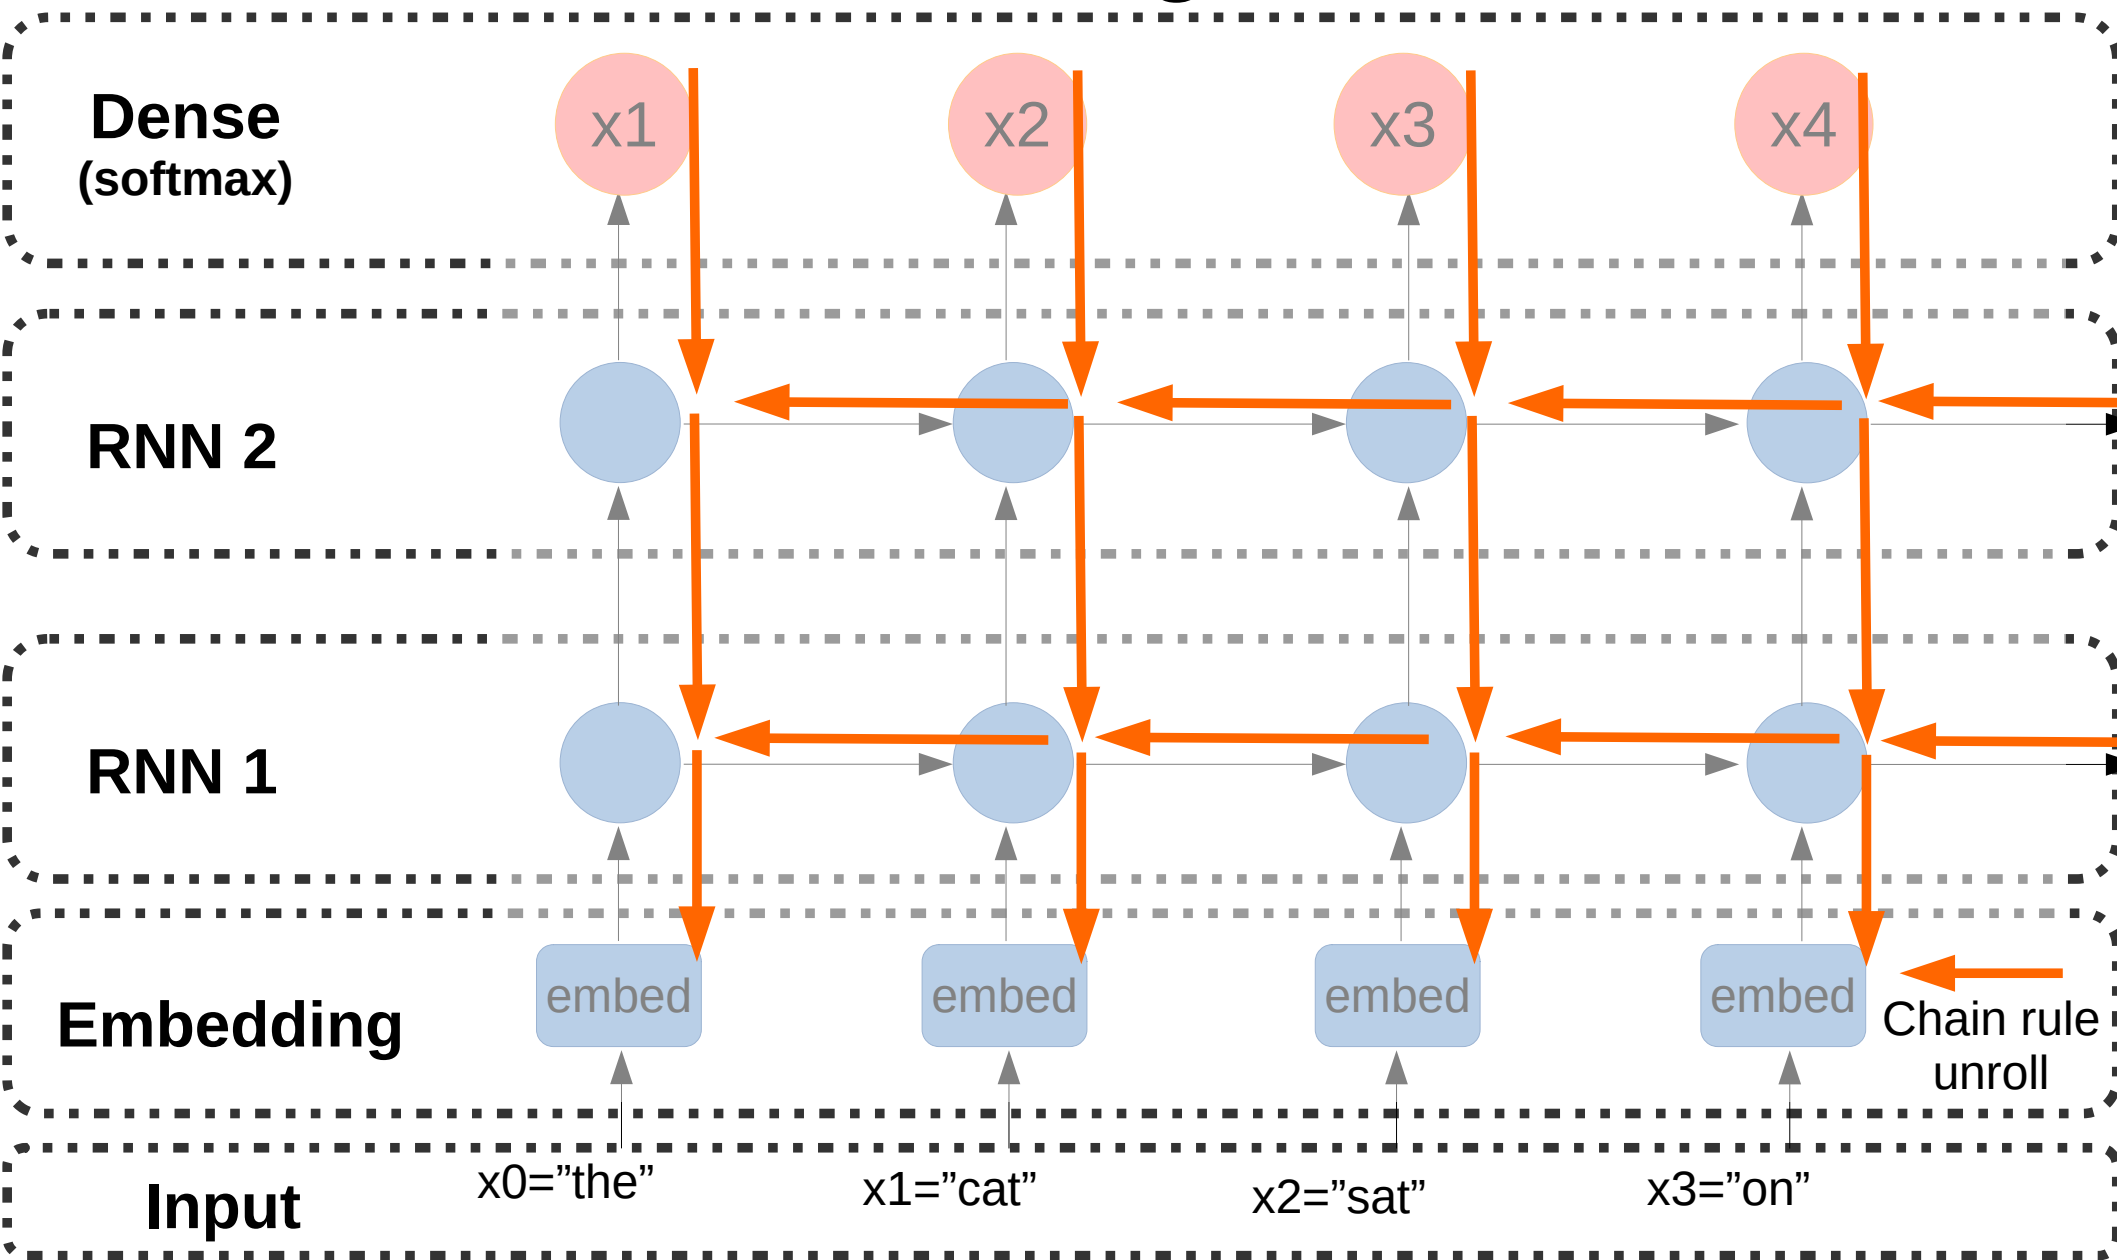 Dense
(softmax)
x1
x2
x3
x4
RNN 2
RNN 1
Embedding
embed
embed
embed
embed
Chain rule
unroll
Input
x0=”the”
x1=”cat”
x2=”sat”
x3=”on”